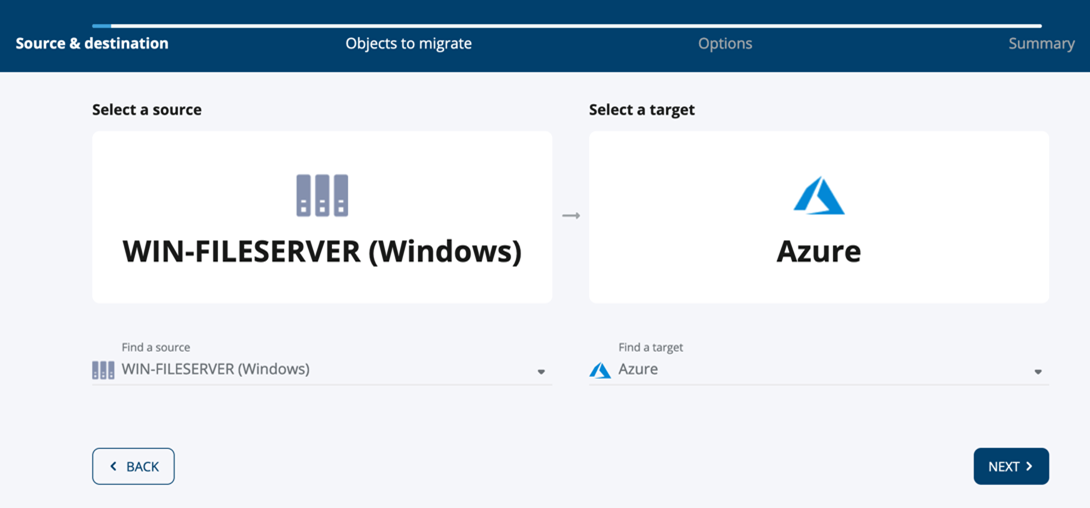 Source & destination
Objects to migrate
Options
Summary
Select a source
Select a target
WIN-FILESERVER (Windows)
Azure
Find a source
WIN-FILESERVER (Windows)
Find a target
Azure
BACK
NEXT